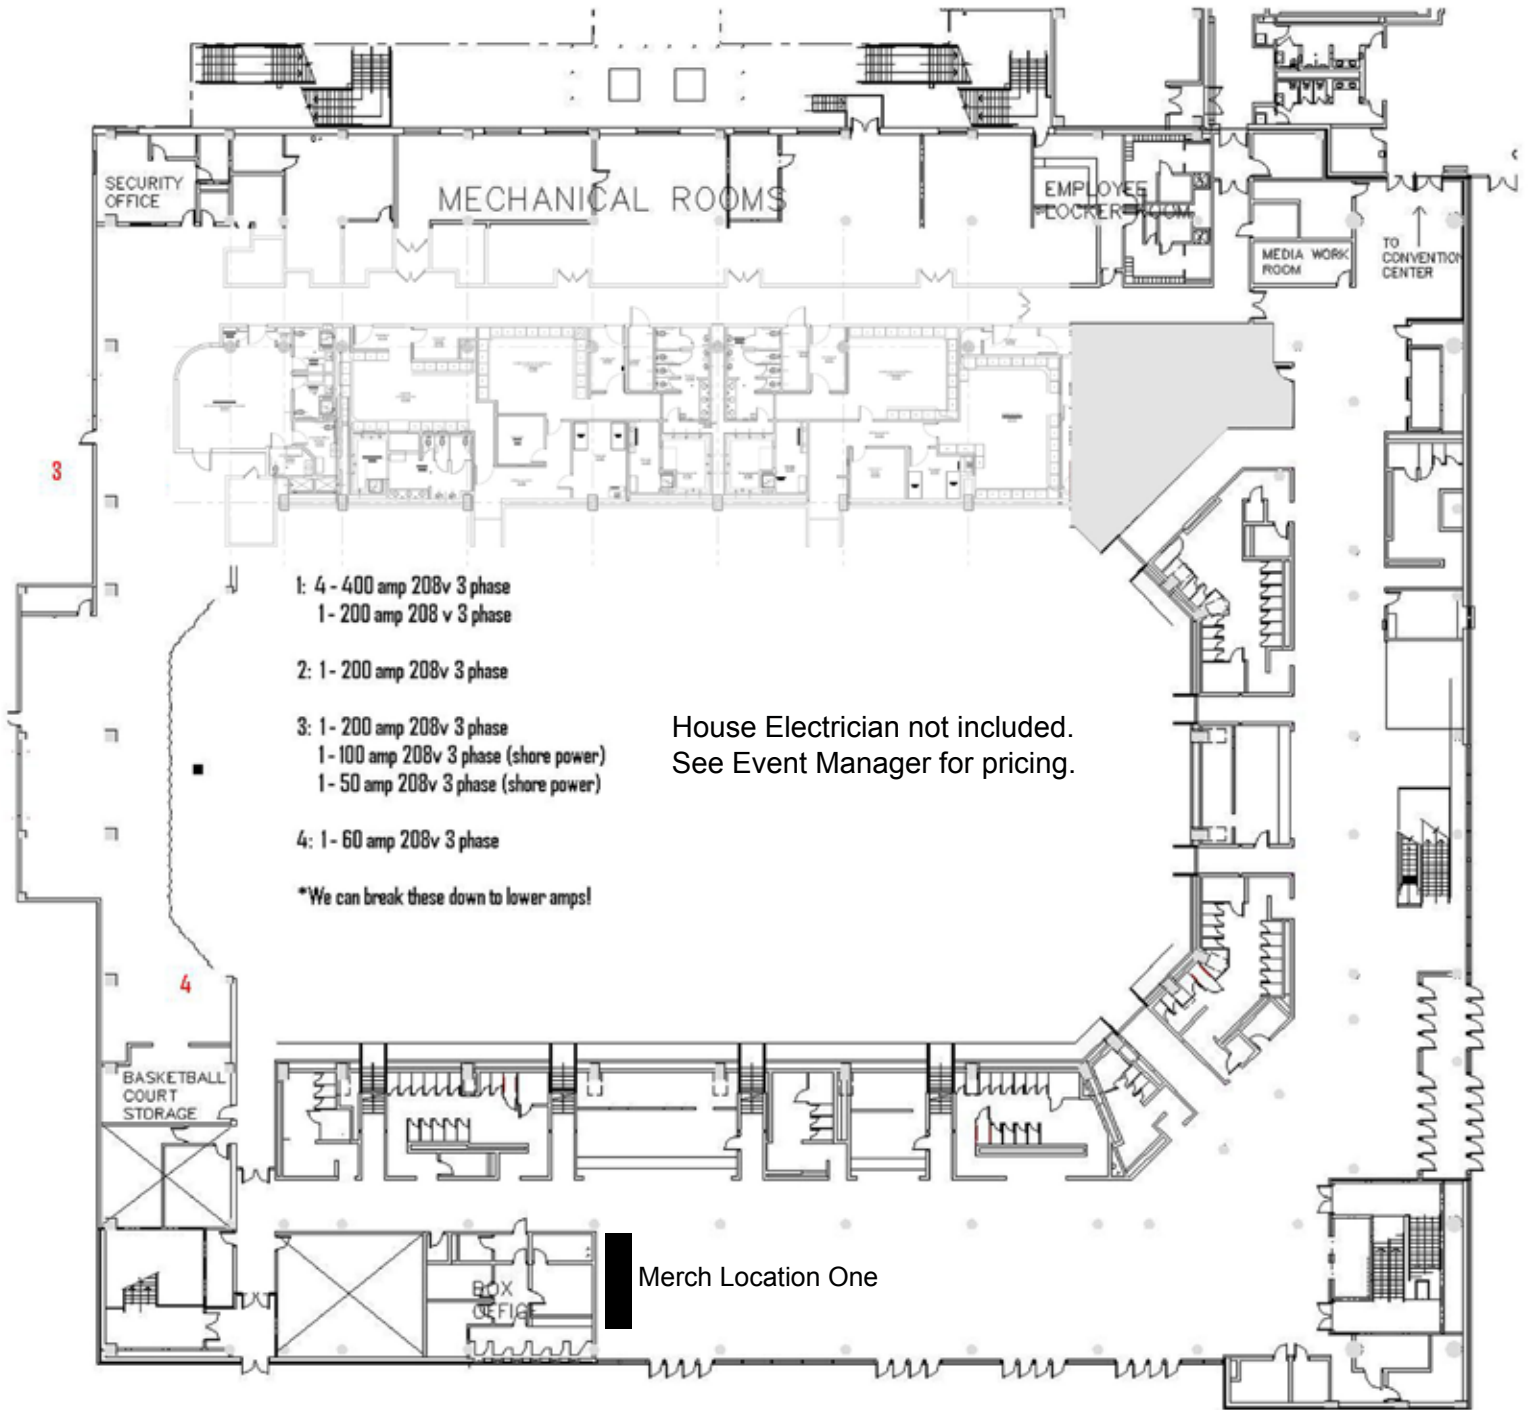 SECURITY
OFFICE
MECHANICAL ROOMS
EMPLOYEE
LOCKER ROOM
MEDIA WORK
ROOM
TO
CONVENTION
CENTER
3
1: 4 - 400 amp 208v 3 phase
1 - 200 amp 208 v 3 phase
2: 1 - 200 amp 208v 3 phase
3: 1 - 200 amp 208v 3 phase
1 - 100 amp 208v 3 phase (shore power)
1 - 50 amp 208v 3 phase (shore power)
4: 1 - 60 amp 208v 3 phase
*We can break these down to lower amps!
House Electrician not included.
See Event Manager for pricing.
4
BASKETBALL
COURT
STORAGE
BOX
OFFICE
Merch Location One